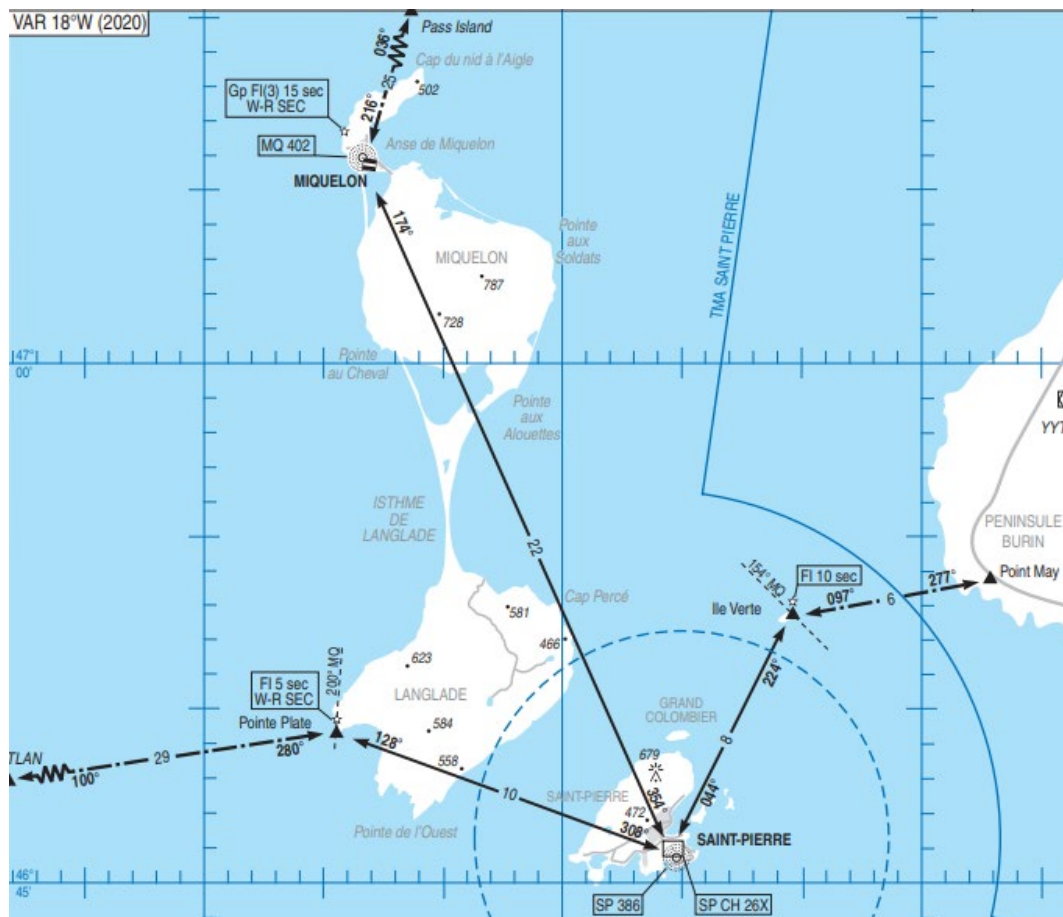 VAR 18°W (2020)
Pass Island
036°
Cap du nid à l'Aigle
25
502
Gp Fl(3) 15 sec
W-R SEC
216°
MQ 402
Anse de Miquelon
MIQUELON
174°
Pointe
aux
Soldats
MIQUELON
787
728
TMA SAINT PIERRE
47°
00'
Pointe
au Cheval
Pointe
aux
Alouettes
ISTHME
DE
LANGLADE
22
PENINSULE
BURIN
Point May
277°
6
097°
154° MQ
Fl 10 sec
Ile Verte
224°
Cap Percé
581
466
623
LANGLADE
584
558
200° MQ
Fl 5 sec
W-R SEC
Pointe Plate
TLAN
29
280°
100°
128°
10
Pointe de l'Ouest
GRAND
COLOMBIER
8
679
354°
044°
SAINT-PIERRE
472
308°
SAINT-PIERRE
46°
45'
SP 386
SP CH 26X